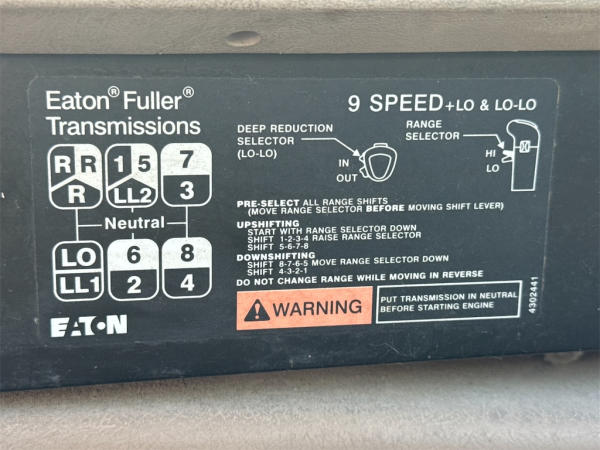 Eaton® Fuller®
Transmissions
9 SPEED +LO & LO-LO
DEEP REDUCTION
SELECTOR
(LO-LO)
IN
OUT
RANGE
SELECTOR
HI
LO
R R 1 5 7
R LL2 3
Neutral
LO 6 8
LL1 2 4
PRE-SELECT ALL RANGE SHIFTS
(MOVE RANGE SELECTOR BEFORE MOVING SHIFT LEVER)
UPSHIFTING
START WITH RANGE SELECTOR DOWN
SHIFT 1-2-3-4 RAISE RANGE SELECTOR
SHIFT 5-6-7-8
DOWNSHIFTING
SHIFT 8-7-6-5 MOVE RANGE SELECTOR DOWN
SHIFT 4-3-2-1
DO NOT CHANGE RANGE WHILE MOVING IN REVERSE
WARNING
PUT TRANSMISSION IN NEUTRAL
BEFORE STARTING ENGINE
4302441
EATON